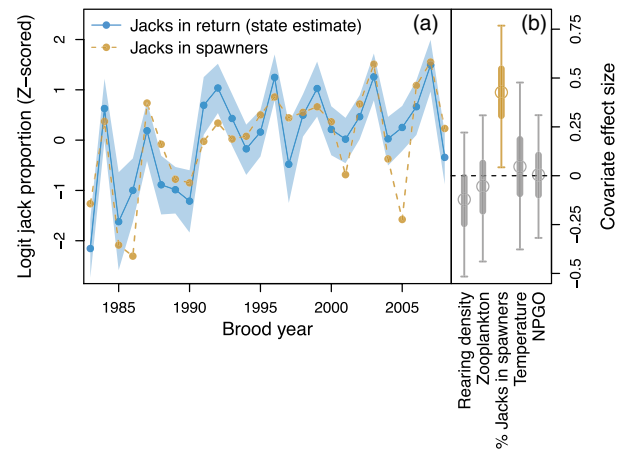 Jacks in return (state estimate)
Jacks in spawners
(a)
(b)
Logit jack proportion (Z−scored)
2
1
0
−1
−2
1985
1990
1995
2000
2005
Brood year
0.75
0.5
0.25
0
−0.25
−0.5
Covariate effect size
Rearing density
Zooplankton
% Jacks in spawners
Temperature
NPGO